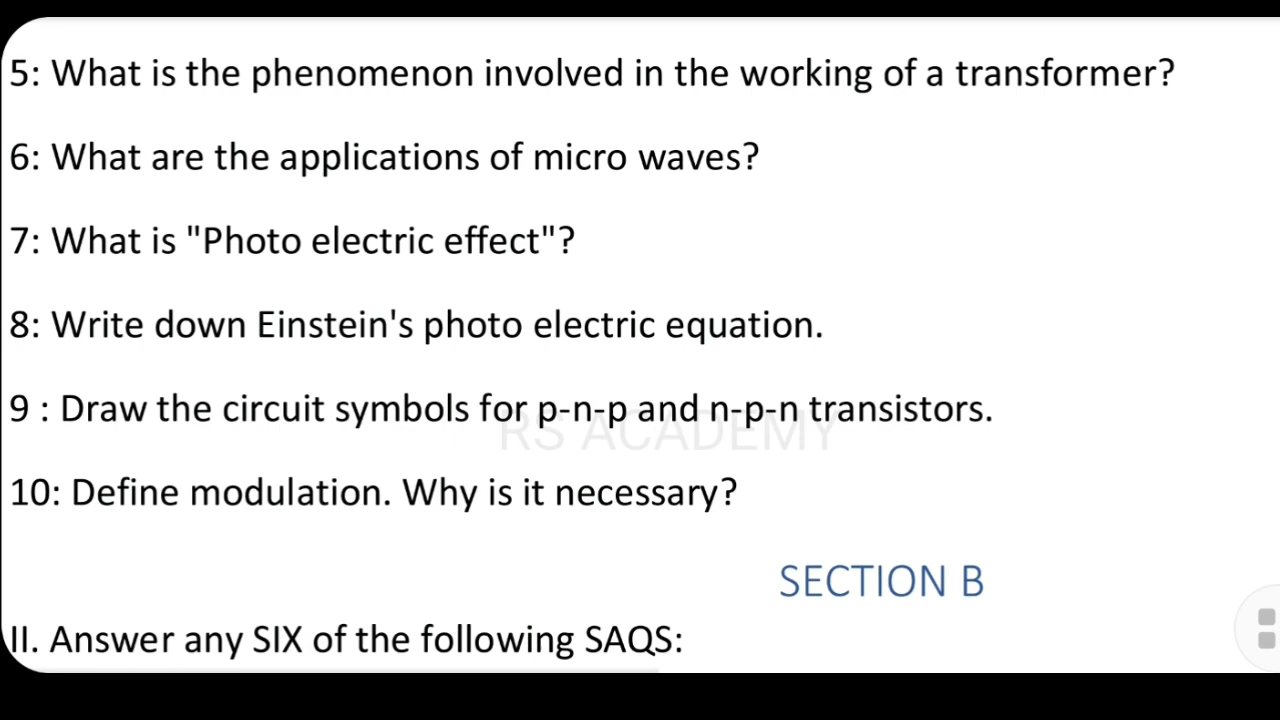 5: What is the phenomenon involved in the working of a transformer?
6: What are the applications of micro waves?
7: What is "Photo electric effect"?
8: Write down Einstein's photo electric equation.
9 : Draw the circuit symbols for p-n-p and n-p-n transistors.
RS ACADEMY
10: Define modulation. Why is it necessary?
SECTION B
II. Answer any SIX of the following SAQS: